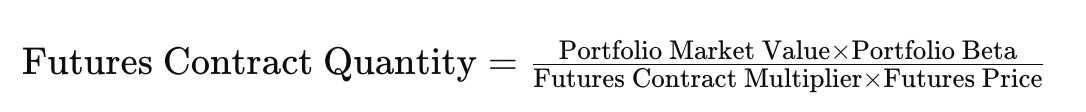 Futures Contract Quantity = Portfolio Market Value×Portfolio Beta
Futures Contract Multiplier×Futures Price